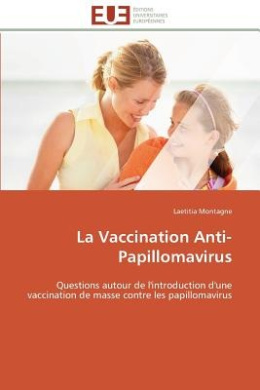 EUE
ÉDITIONS
UNIVERSITAIRES
EUROPÉENNES
Laetitia Montagne
La Vaccination Anti-
Papillomavirus
Questions autour de l'introduction d'une
vaccination de masse contre les papillomavirus